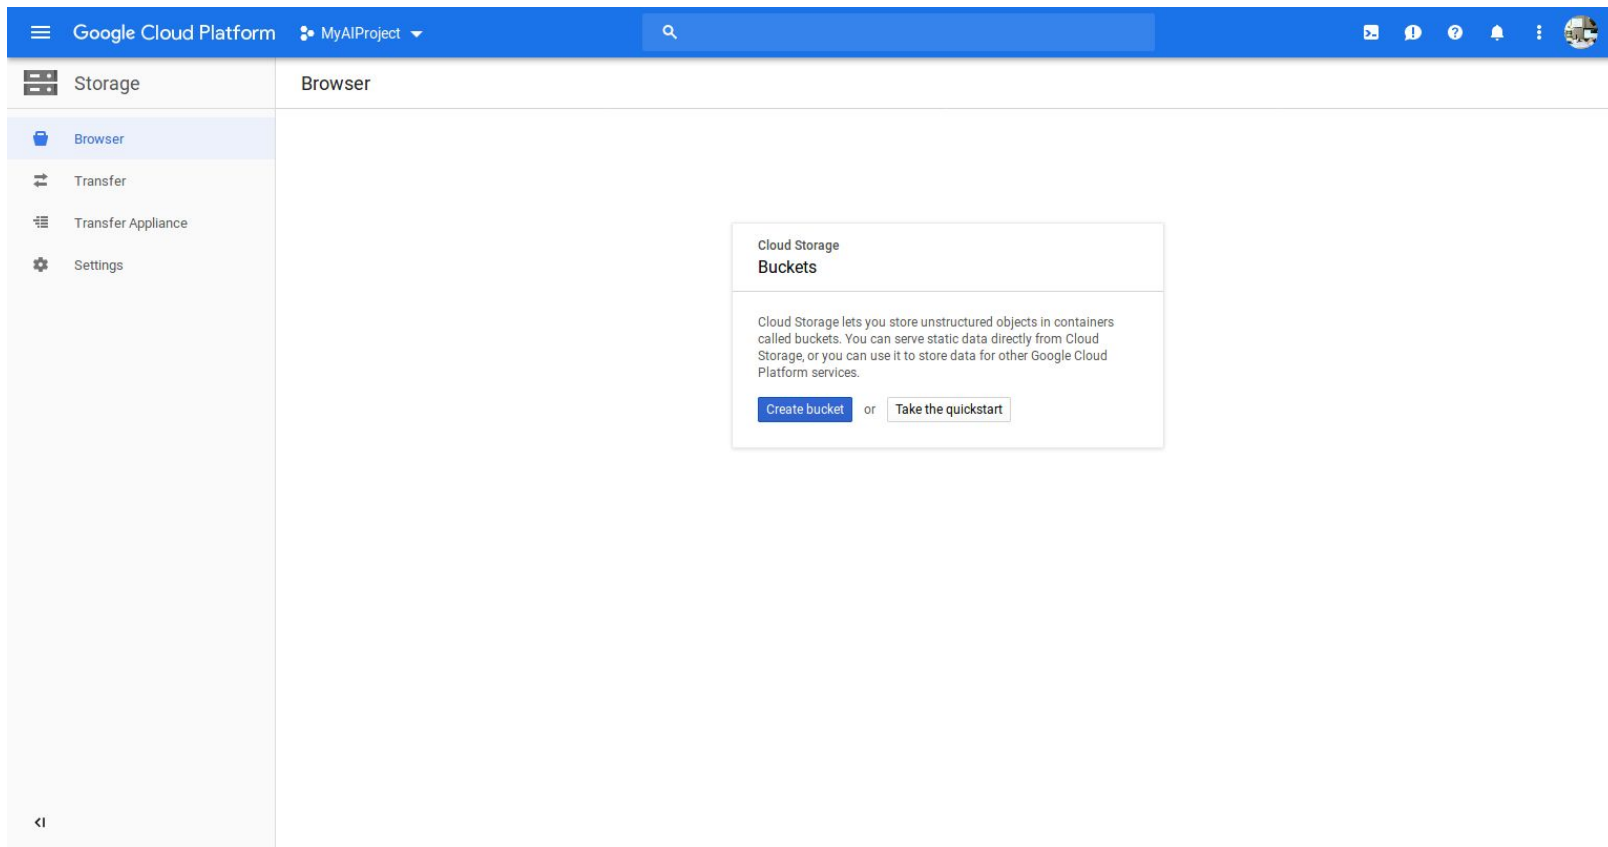 Google Cloud Platform MyAIProject
Storage
Browser
Browser
Transfer
Transfer Appliance
Settings
Cloud Storage
Buckets
Cloud Storage lets you store unstructured objects in containers
called buckets. You can serve static data directly from Cloud
Storage, or you can use it to store data for other Google Cloud
Platform services.
Create bucket or Take the quickstart